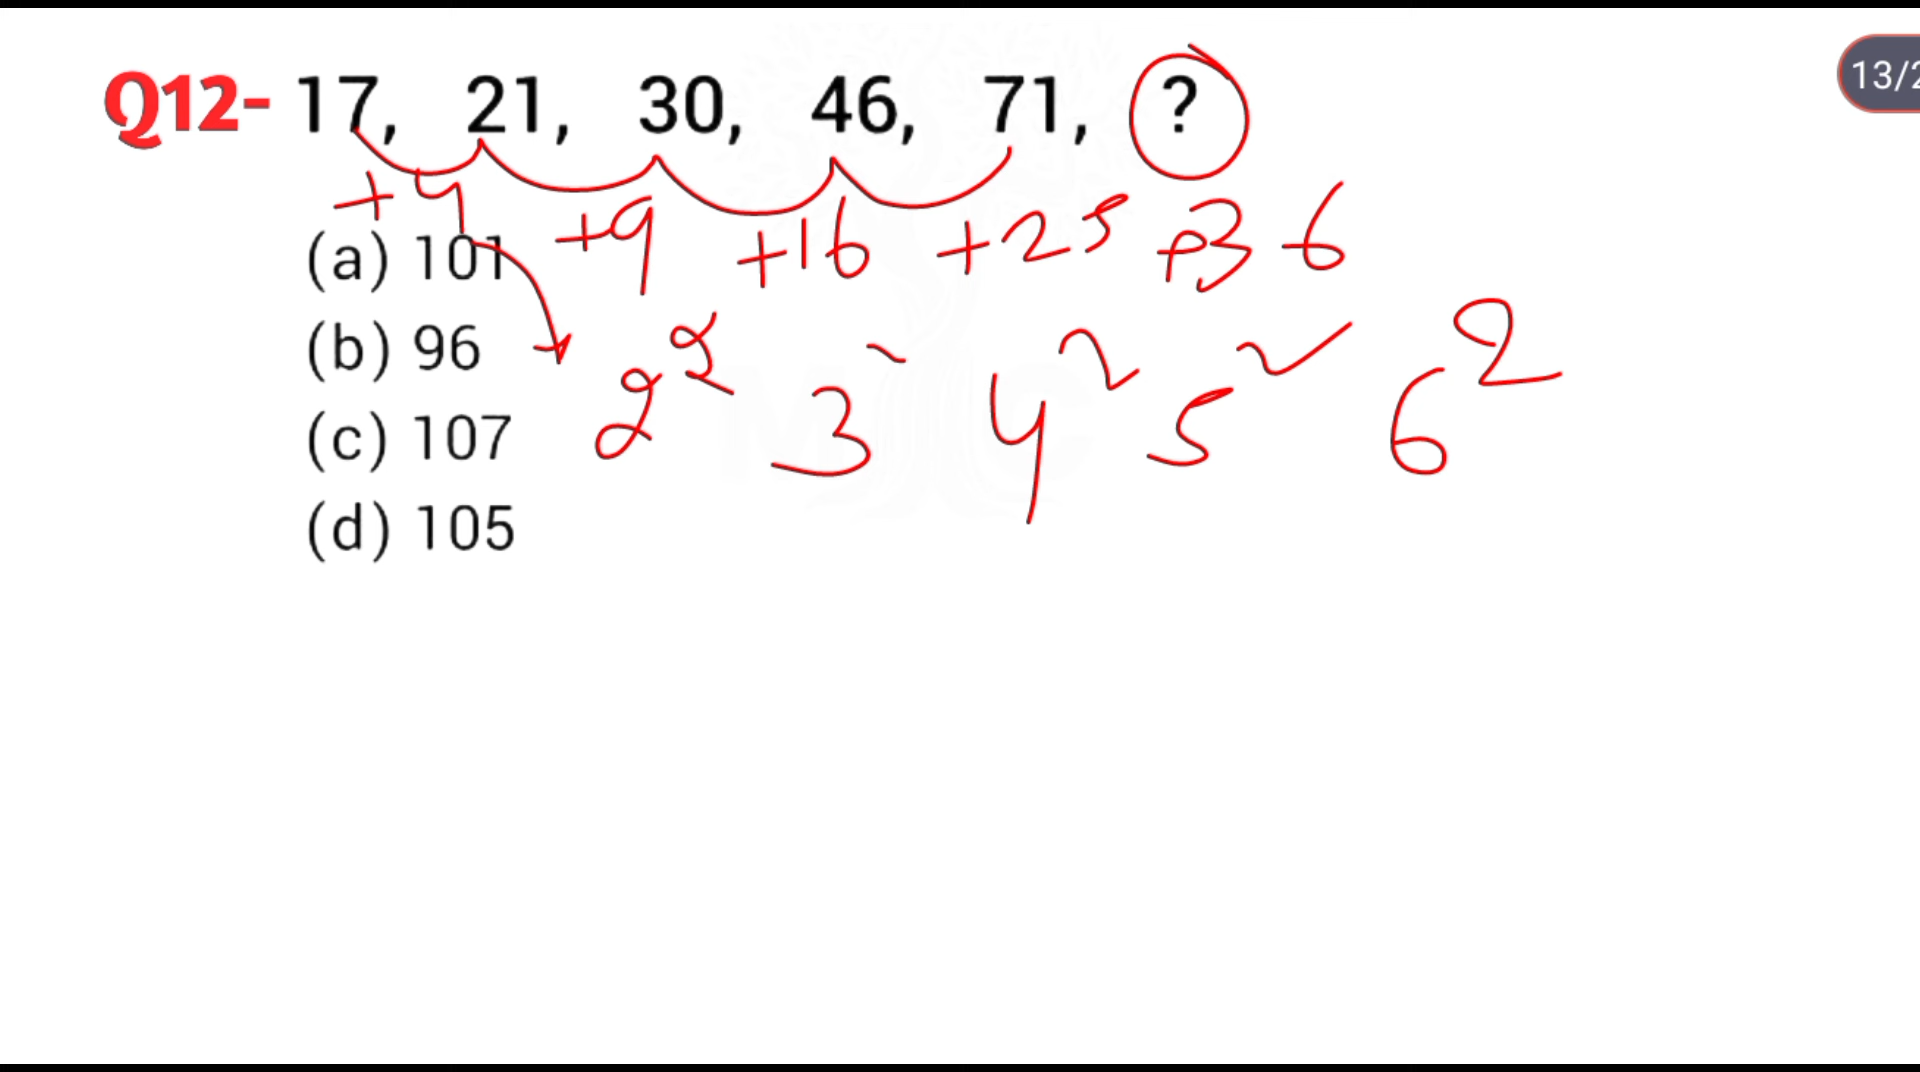 Q12- 17, 21, 30, 46, 71, ?
13/2
+4 +9 +16 +25 +36
(a) 101
(b) 96
2² 3² 4² 5² 6²
(c) 107
(d) 105